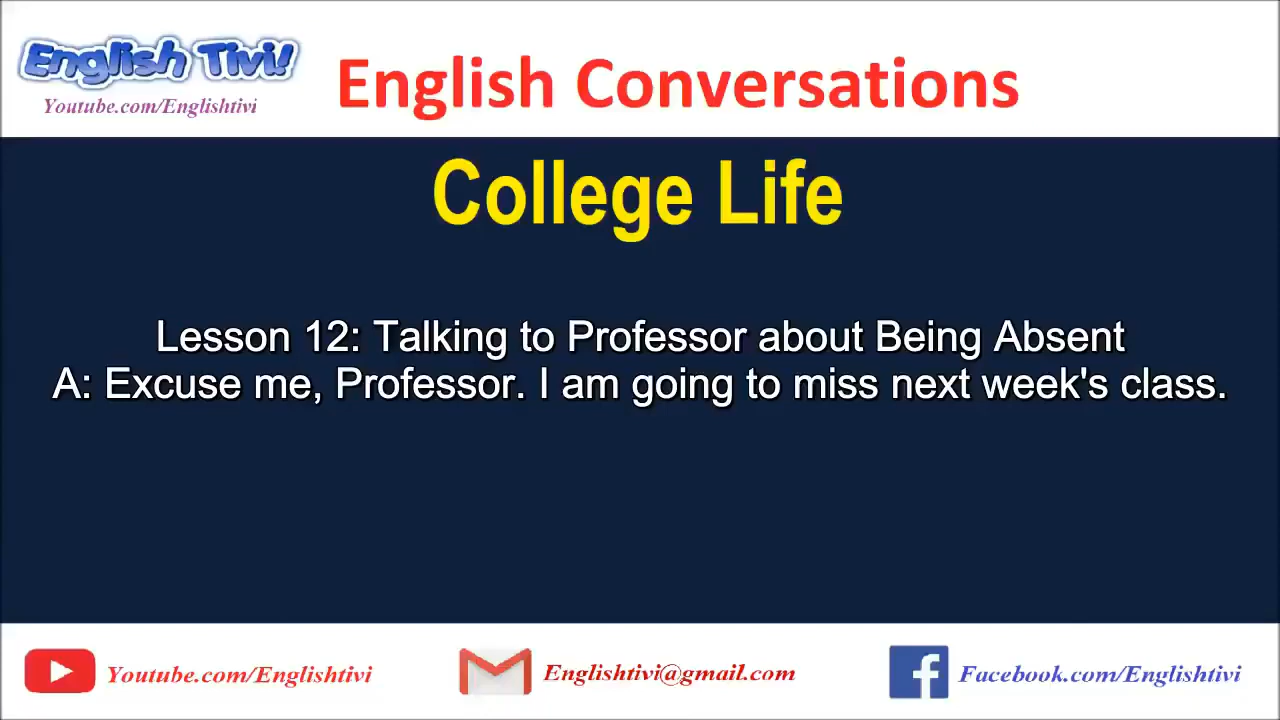 English Tivi!
Youtube.com/Englishtivi
English Conversations
College Life
Lesson 12: Talking to Professor about Being Absent
A: Excuse me, Professor. I am going to miss next week's class.
Youtube.com/Englishtivi
Englishtivi@gmail.com
Facebook.com/Englishtivi